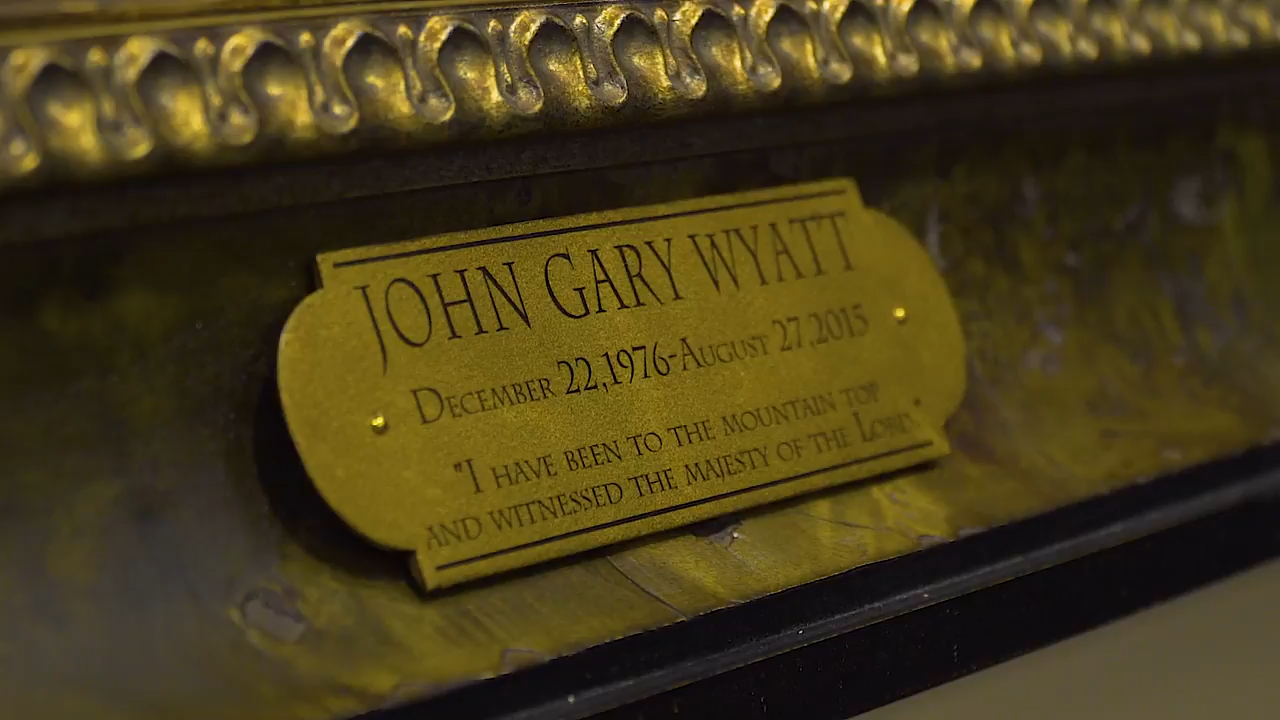 JOHN GARY WYATT
DECEMBER 22,1976-AUGUST 27,2015
"I HAVE BEEN TO THE MOUNTAIN TOP
AND WITNESSED THE MAJESTY OF THE LORD."